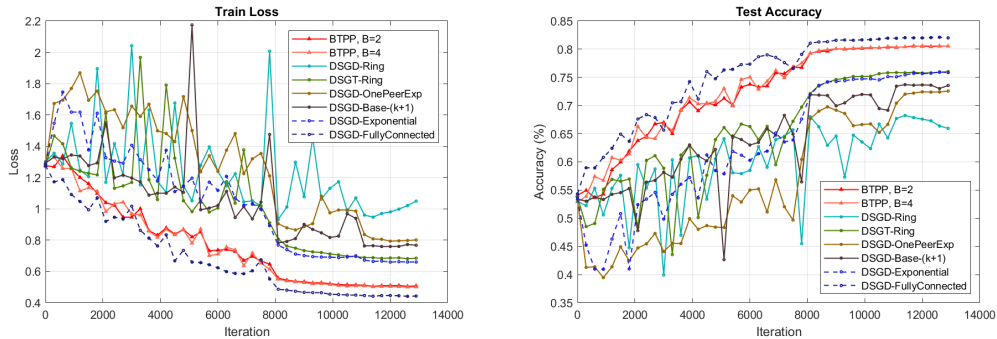 Train Loss
2.2
2
1.8
1.6
1.4
1.2
1
0.8
0.6
0.4
Loss
0
2000
4000
6000
8000
10000
12000
14000
Iteration
BTPP, B=2
BTPP, B=4
DSGD-Ring
DSGT-Ring
DSGD-OnePeerExp
DSGD-Base-(k+1)
DSGD-Exponential
DSGD-FullyConnected
Test Accuracy
0.85
0.8
0.75
0.7
0.65
0.6
0.55
0.5
0.45
0.4
0.35
Accuracy (%)
0
2000
4000
6000
8000
10000
12000
14000
Iteration
BTPP, B=2
BTPP, B=4
DSGD-Ring
DSGT-Ring
DSGD-OnePeerExp
DSGD-Base-(k+1)
DSGD-Exponential
DSGD-FullyConnected